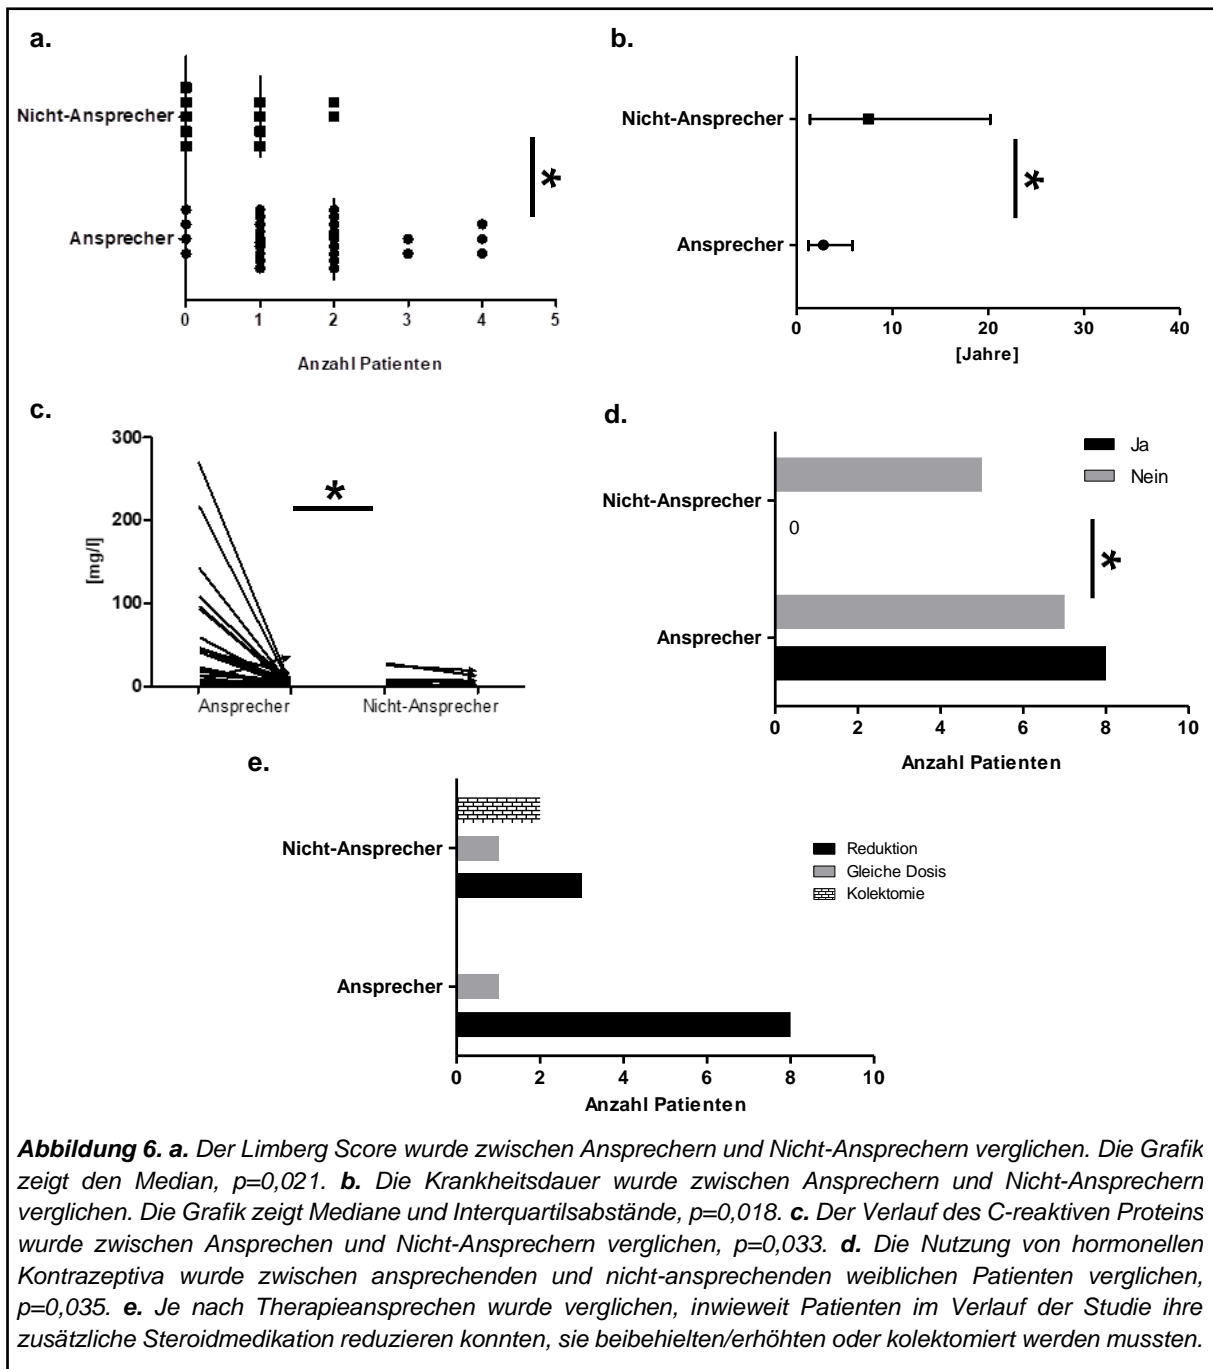 a.
Nicht-Ansprecher
*
Ansprecher
0 1 2 3 4 5
Anzahl Patienten
b.
Nicht-Ansprecher
*
Ansprecher
0 10 20 30 40
[Jahre]
c.
300
200
100
0
[mg/l]
*
Ansprecher Nicht-Ansprecher
d.
Ja
Nein
Nicht-Ansprecher
0
*
Ansprecher
0 2 4 6 8 10
Anzahl Patienten
e.
Nicht-Ansprecher
Reduktion
Gleiche Dosis
Kolektomie
Ansprecher
0 2 4 6 8 10
Anzahl Patienten
Abbildung 6. a. Der Limberg Score wurde zwischen Ansprechern und Nicht-Ansprechern verglichen. Die Grafik
zeigt den Median, p=0,021. b. Die Krankheitsdauer wurde zwischen Ansprechern und Nicht-Ansprechern
verglichen. Die Grafik zeigt Mediane und Interquartilsabstände, p=0,018. c. Der Verlauf des C-reaktiven Proteins
wurde zwischen Ansprechen und Nicht-Ansprechern verglichen, p=0,033. d. Die Nutzung von hormonellen
Kontrazeptiva wurde zwischen ansprechenden und nicht-ansprechenden weiblichen Patienten verglichen,
p=0,035. e. Je nach Therapieansprechen wurde verglichen, inwieweit Patienten im Verlauf der Studie ihre
zusätzliche Steroidmedikation reduzieren konnten, sie beibehielten/erhöhten oder kolektomiert werden mussten.